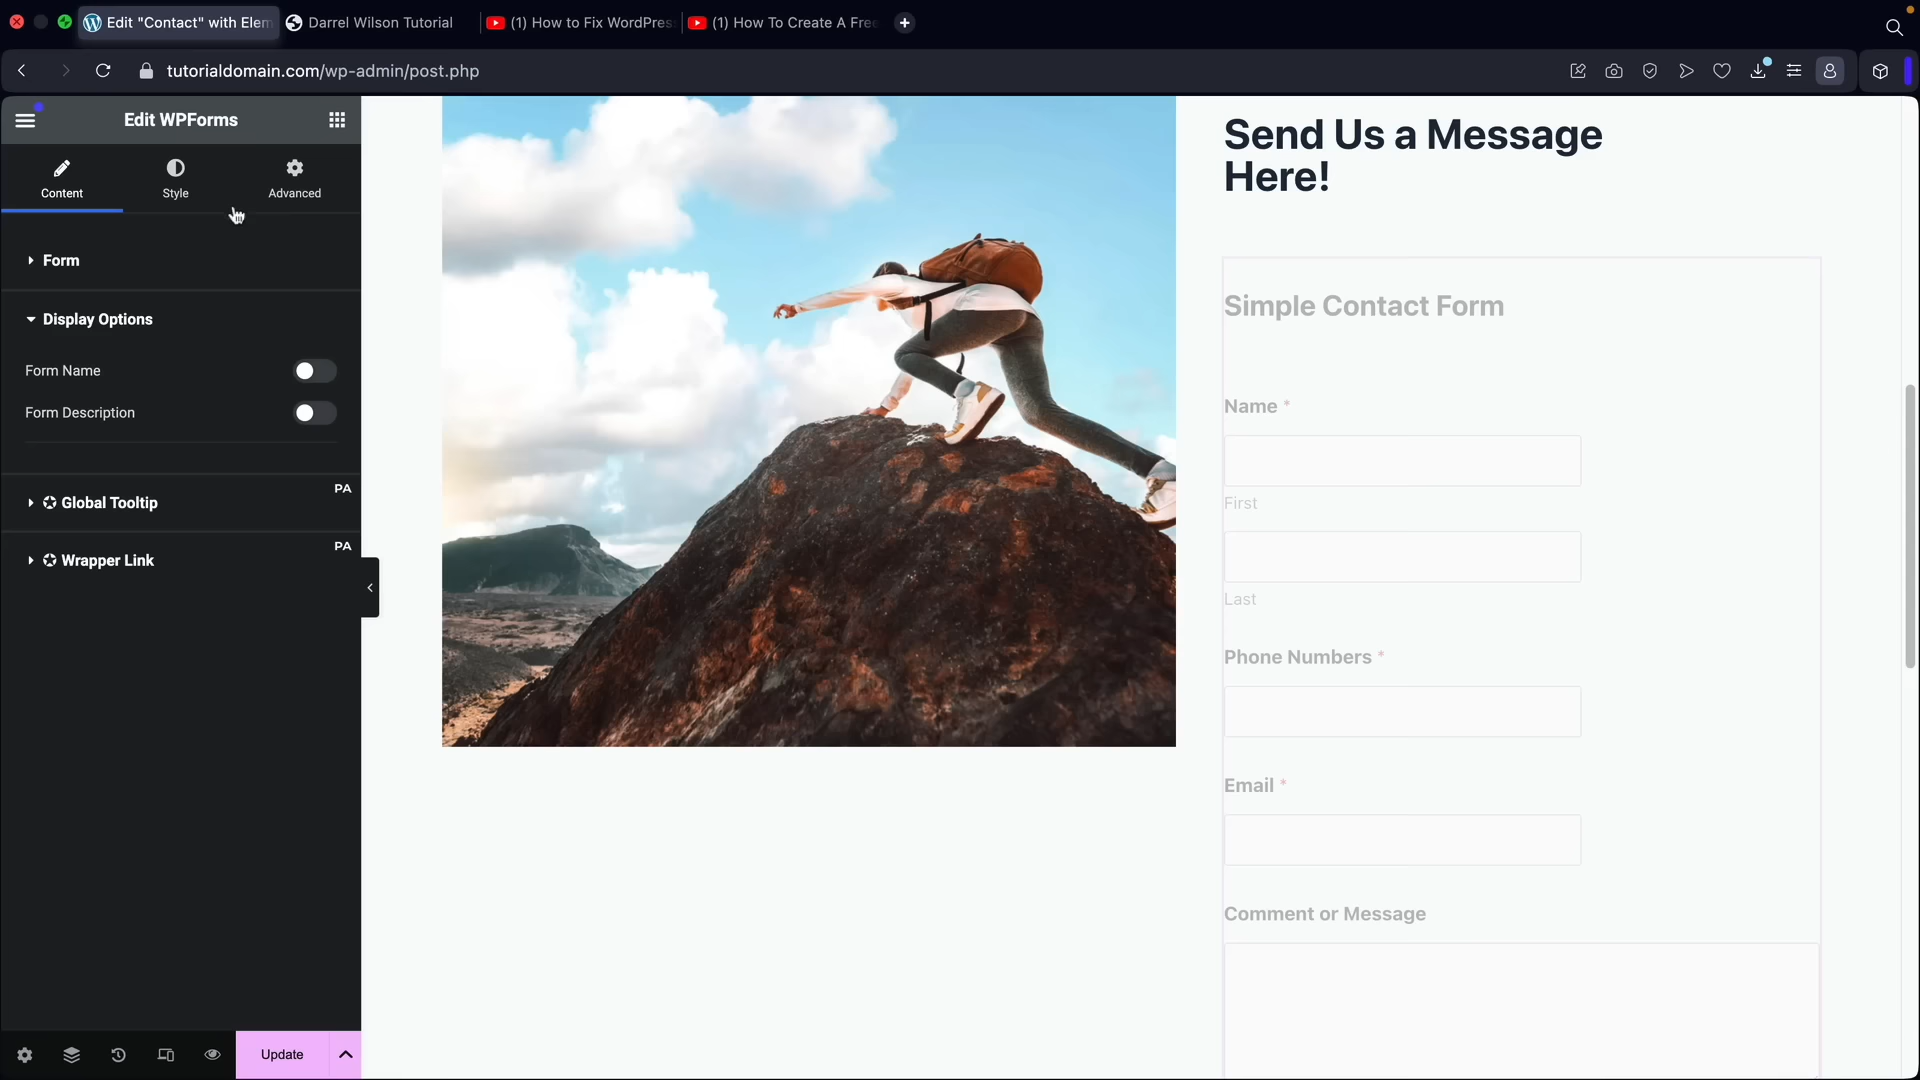 Edit "Contact" with Elem
Darrel Wilson Tutorial
(1) How to Fix WordPres
(1) How To Create A Free
tutorialdomain.com/wp-admin/post.php
Edit WPForms
Content
Style
Advanced
Form
Display Options
Form Name
Form Description
PA
Global Tooltip
PA
Wrapper Link
Update
Send Us a Message
Here!
Simple Contact Form
Name *
First
Last
Phone Numbers *
Email *
Comment or Message